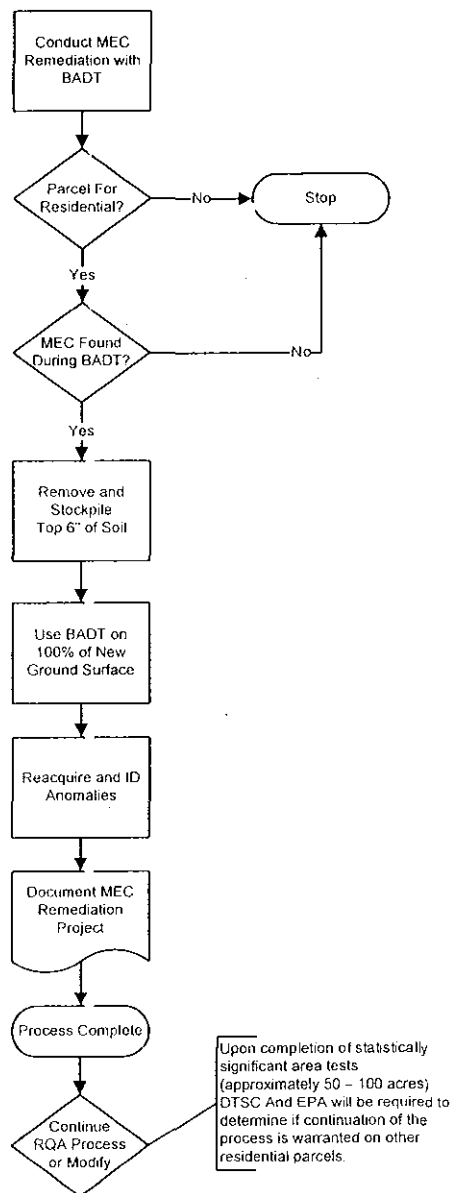 Conduct MEC
Remediation with
BADT
Parcel For
Residential?
No
Stop
Yes
MEC Found
During BADT?
No
Yes
Remove and
Stockpile
Top 6" of Soil
Use BADT on
100% of New
Ground Surface
Reacquire and ID
Anomalies
Document MEC
Remediation
Project
Process Complete
Continue
RQA Process
or Modify
Upon completion of statistically
significant area tests
(approximately 50 – 100 acres)
DTSC And EPA will be required to
determine if continuation of the
process is warranted on other
residential parcels.